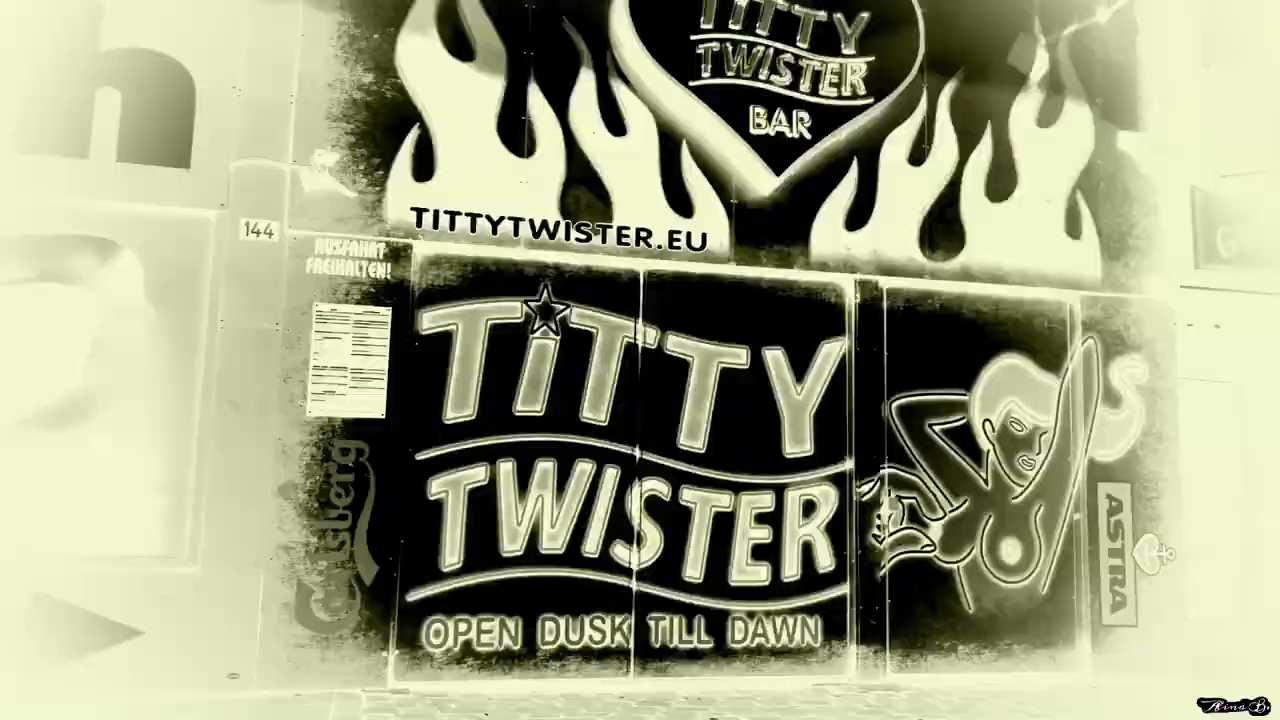 TITTY
TWISTER
BAR
TITTYTWISTER.EU
144
AUSFAHRT
FREIHALTEN!
TITTY
TWISTER
OPEN DUSK TILL DAWN
Carlsberg
ASTRA